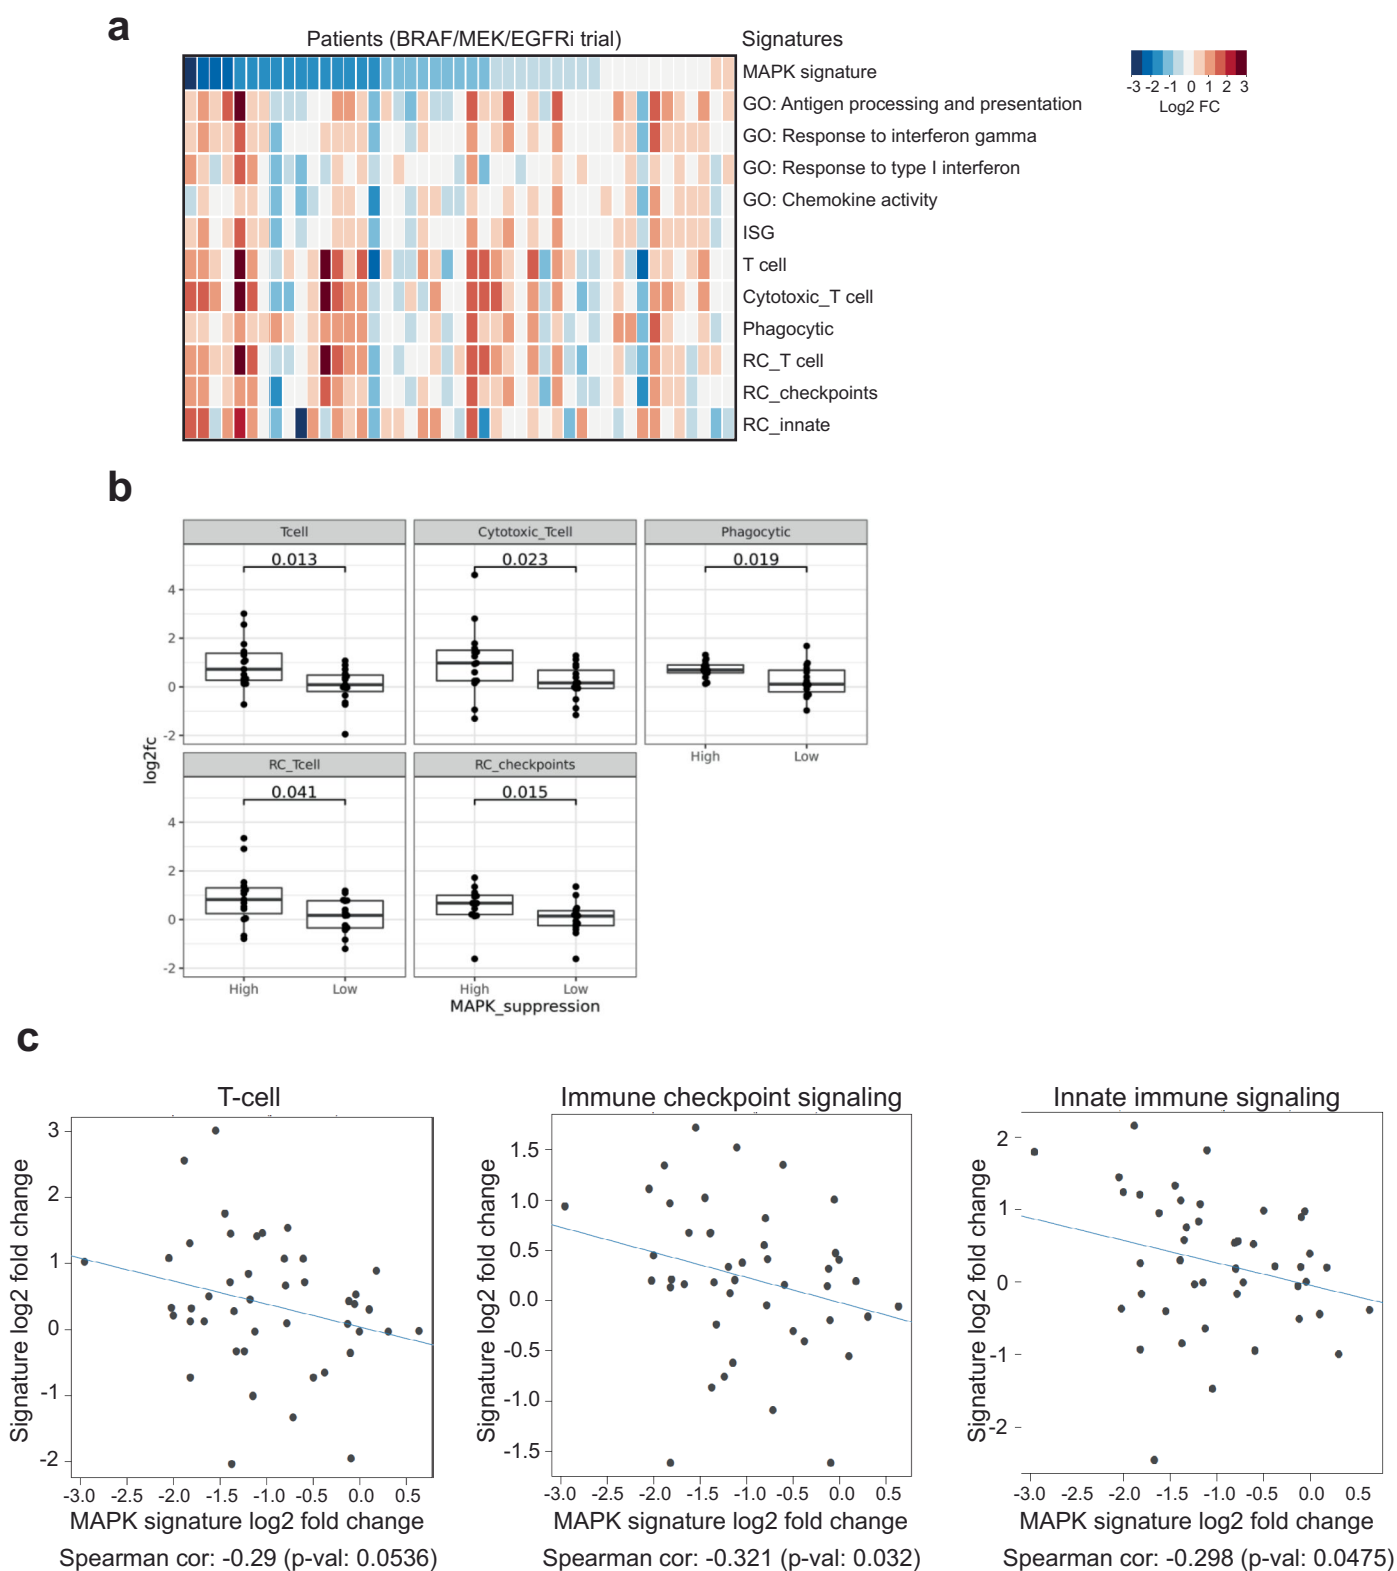 a
Patients (BRAF/MEK/EGFRi trial)
Signatures
MAPK signature
GO: Antigen processing and presentation
GO: Response to interferon gamma
GO: Response to type I interferon
GO: Chemokine activity
ISG
T cell
Cytotoxic_T cell
Phagocytic
RC_T cell
RC_checkpoints
RC_innate
-3 -2 -1 0 1 2 3
Log2 FC
b
Tcell
Cytotoxic_Tcell
Phagocytic
0.013
0.023
0.019
4
2
0
-2
High Low
RC_Tcell
RC_checkpoints
0.041
0.015
4
2
0
-2
log2fc
High Low
High Low
MAPK_suppression
c
T-cell
3
2
1
0
-1
-2
Signature log2 fold change
-3.0 -2.5 -2.0 -1.5 -1.0 -0.5 0.0 0.5
MAPK signature log2 fold change
Spearman cor: -0.29 (p-val: 0.0536)
Immune checkpoint signaling
1.5
1.0
0.5
0.0
-0.5
-1.0
-1.5
Signature log2 fold change
-3.0 -2.5 -2.0 -1.5 -1.0 -0.5 0.0 0.5
MAPK signature log2 fold change
Spearman cor: -0.321 (p-val: 0.032)
Innate immune signaling
2
1
0
-1
-2
Signature log2 fold change
-3.0 -2.5 -2.0 -1.5 -1.0 -0.5 0.0 0.5
MAPK signature log2 fold change
Spearman cor: -0.298 (p-val: 0.0475)